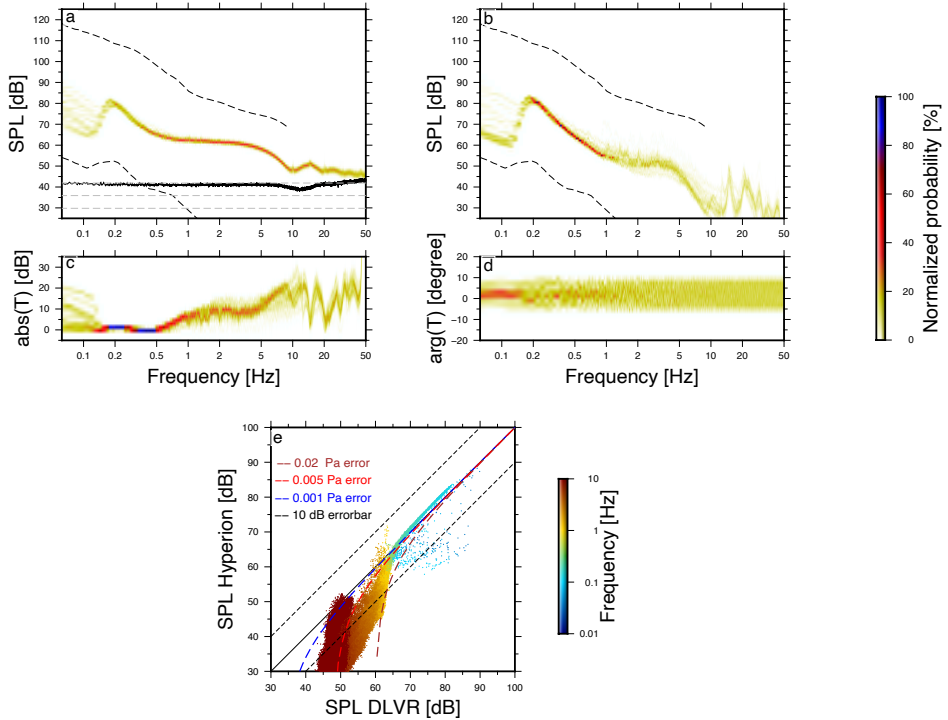 a
125
120
110
100
90
80
70
60
50
40
30
SPL [dB]
0.1 0.2 0.5 1 2 5 10 20 50
b
125
120
110
100
90
80
70
60
50
40
30
SPL [dB]
0.1 0.2 0.5 1 2 5 10 20 50
c
30
20
10
0
abs(T) [dB]
0.1 0.2 0.5 1 2 5 10 20 50
Frequency [Hz]
d
20
10
0
−10
−20
arg(T) [degree]
0.1 0.2 0.5 1 2 5 10 20 50
Frequency [Hz]
100
80
60
40
20
0
Normalized probability [%]
e
100
90
80
70
60
50
40
30
SPL Hyperion [dB]
0.02 Pa error
0.005 Pa error
0.001 Pa error
10 dB errorbar
30 40 50 60 70 80 90 100
SPL DLVR [dB]
10
1
0.1
0.01
Frequency [Hz]